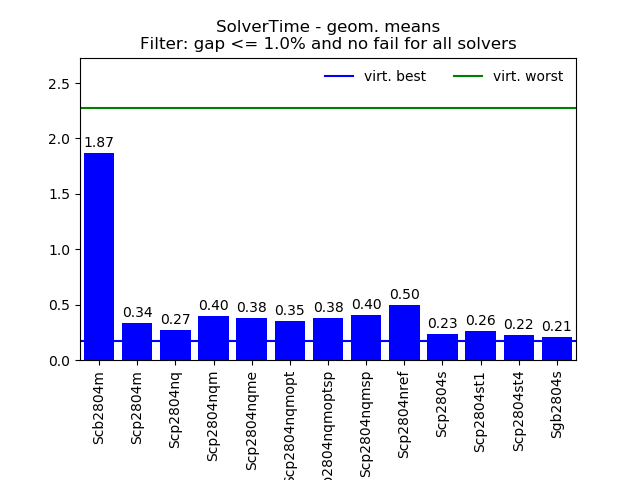 SolverTime - geom. means
Filter: gap <= 1.0% and no fail for all solvers
virt. best
virt. worst
2.5
2.0
1.5
1.0
0.5
0.0
1.87
0.34
0.27
0.40
0.38
0.35
0.38
0.40
0.50
0.23
0.26
0.22
0.21
Scb2804m
Scp2804m
Scp2804nq
Scp2804nqm
Scp2804nqme
Scp2804nqmopt
p2804nqmoptsp
Scp2804nqmsp
Scp2804nref
Scp2804s
Scp2804st1
Scp2804st4
Sgb2804s